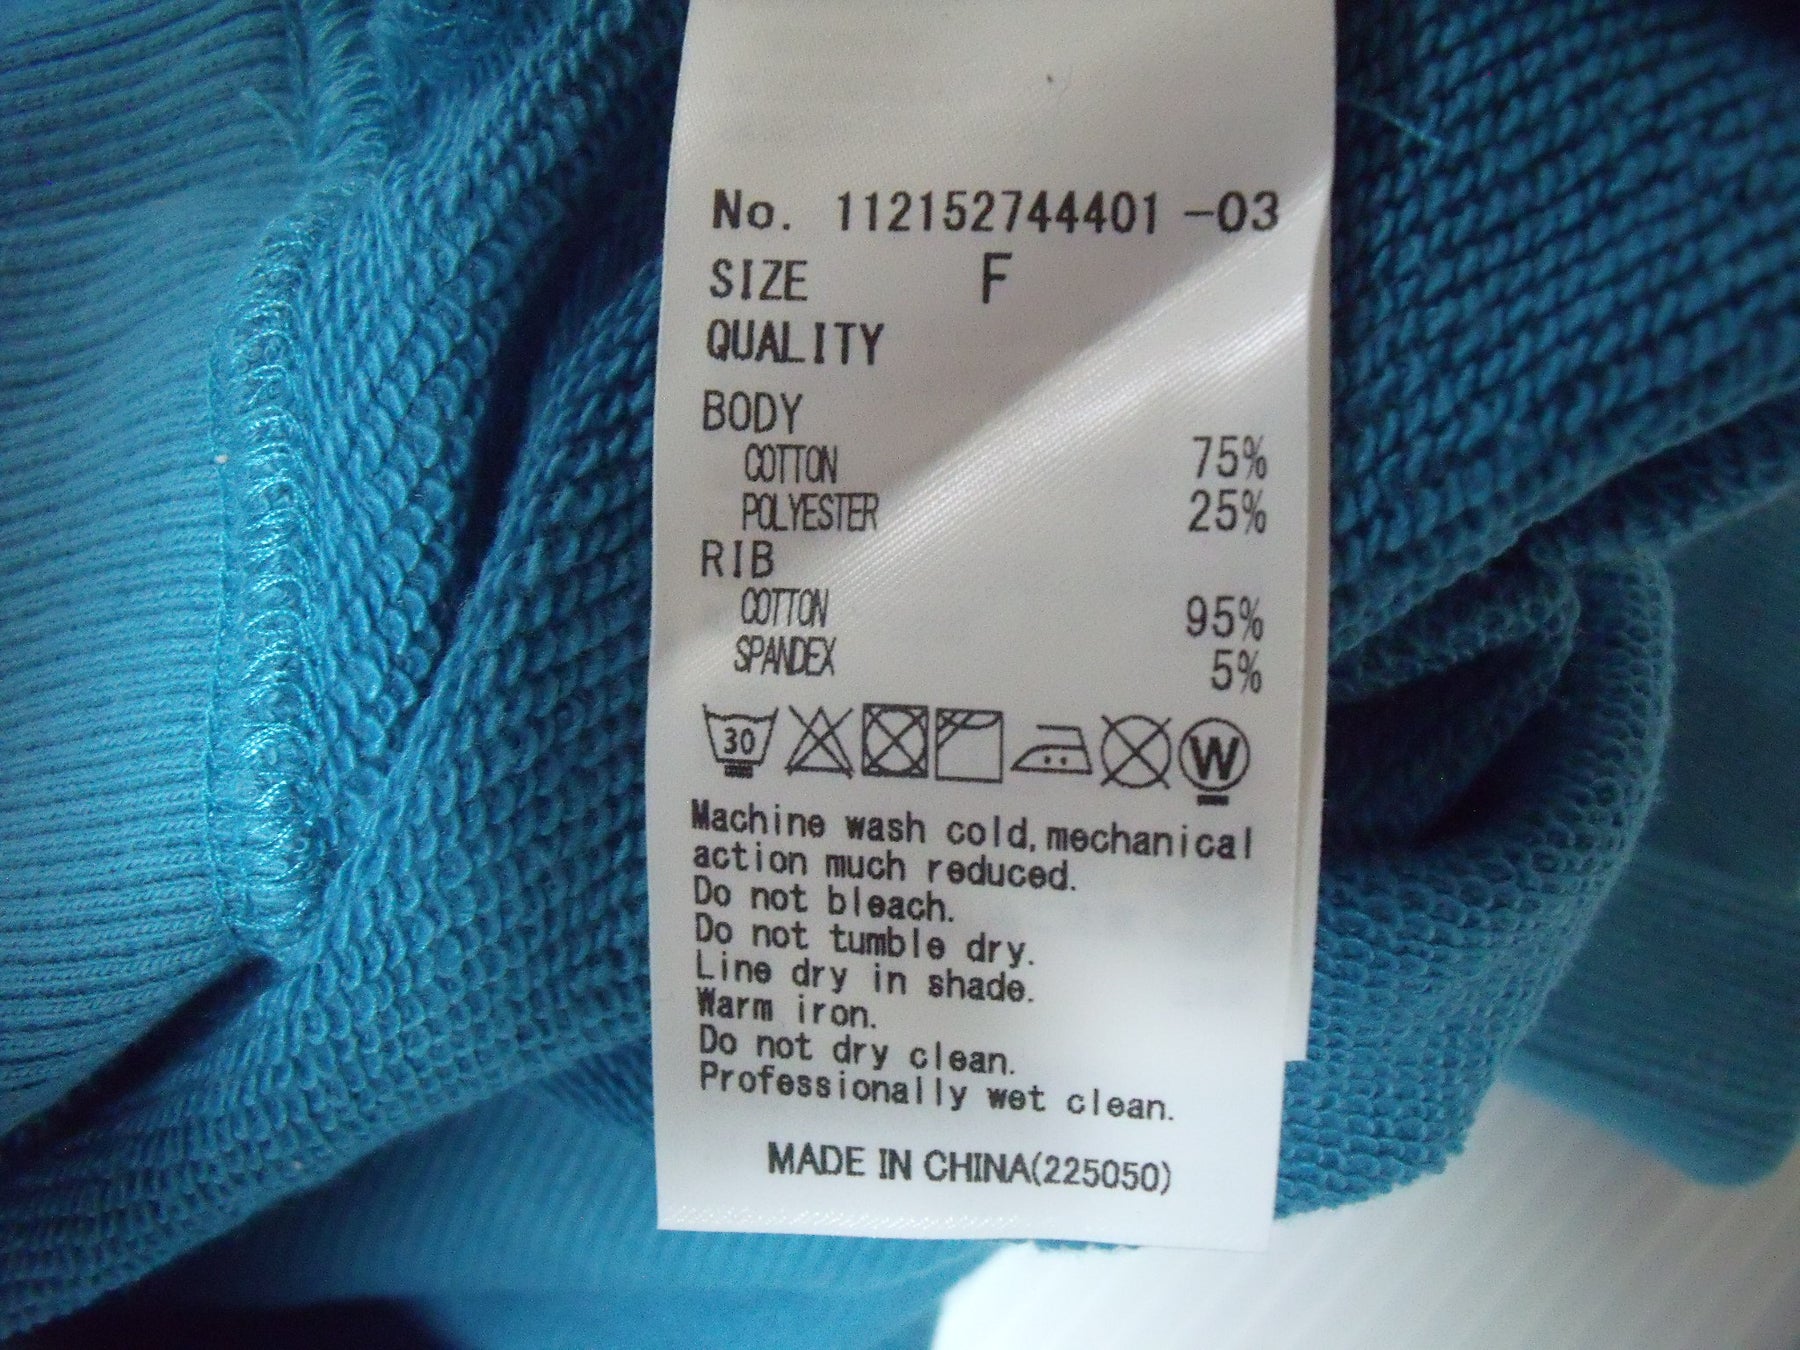 No. 112152744401 -03
SIZE F
QUALITY
BODY
COTTON 75%
POLYESTER 25%
RIB
COTTON 95%
SPANDEX 5%
30 W
Machine wash cold,mechanical
action much reduced.
Do not bleach.
Do not tumble dry.
Line dry in shade.
Warm iron.
Do not dry clean.
Professionally wet clean.
MADE IN CHINA(225050)